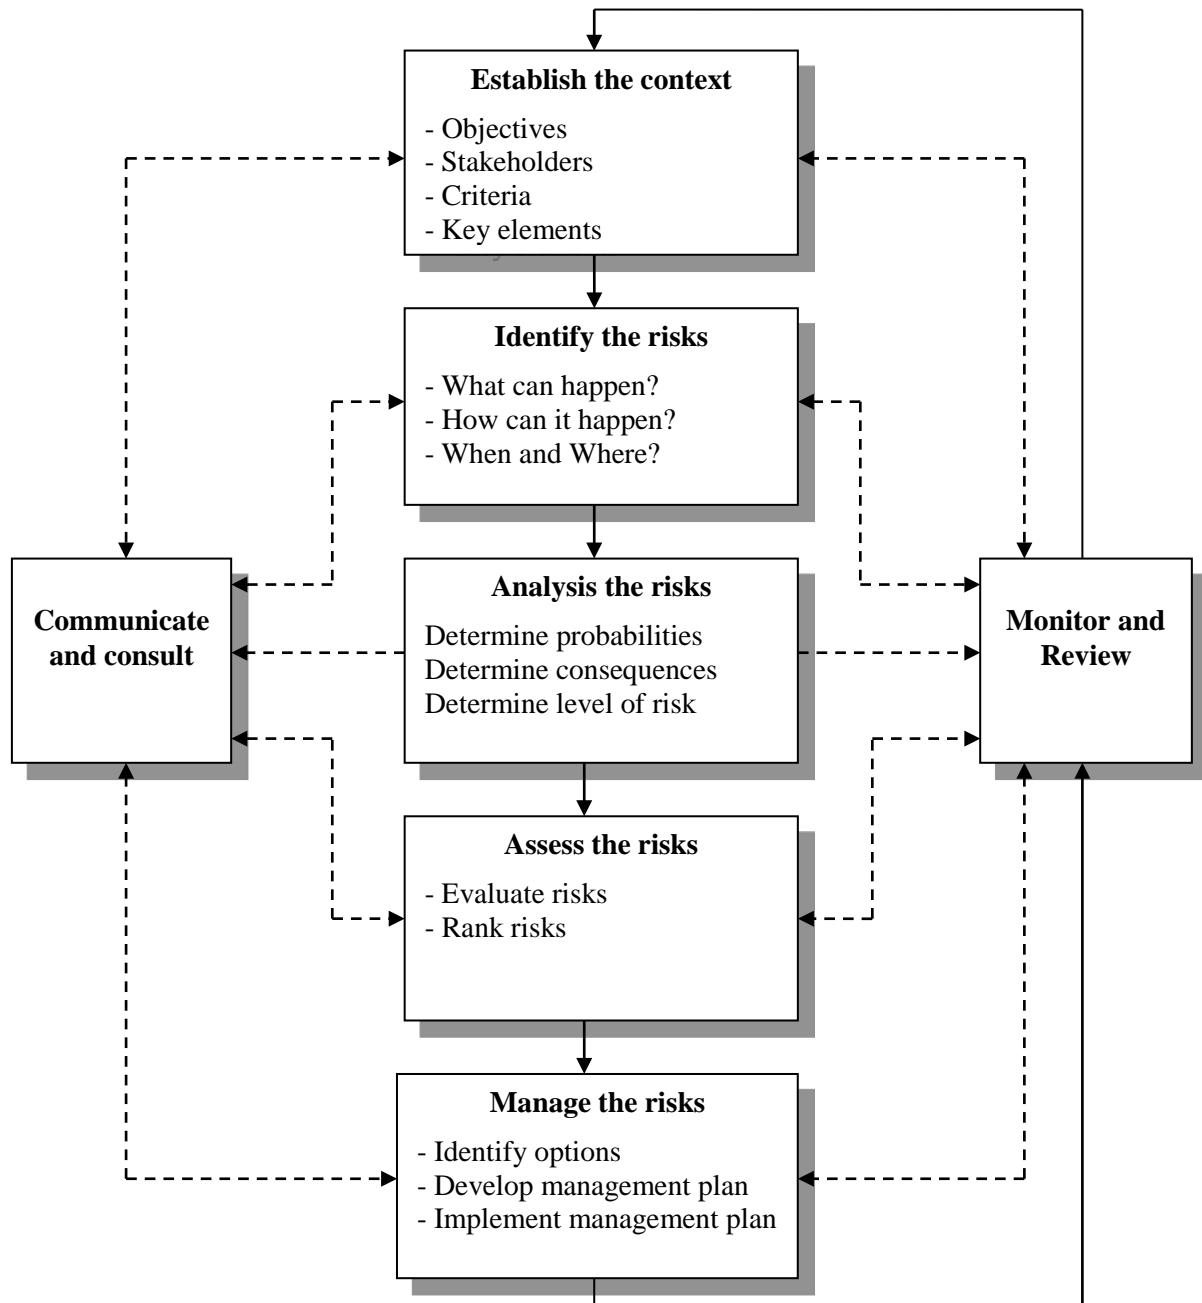 Establish the context
- Objectives
- Stakeholders
- Criteria
- Key elements
Identify the risks
- What can happen?
- How can it happen?
- When and Where?
Communicate
and consult
Analysis the risks
Determine probabilities
Determine consequences
Determine level of risk
Monitor and
Review
Assess the risks
- Evaluate risks
- Rank risks
Manage the risks
- Identify options
- Develop management plan
- Implement management plan